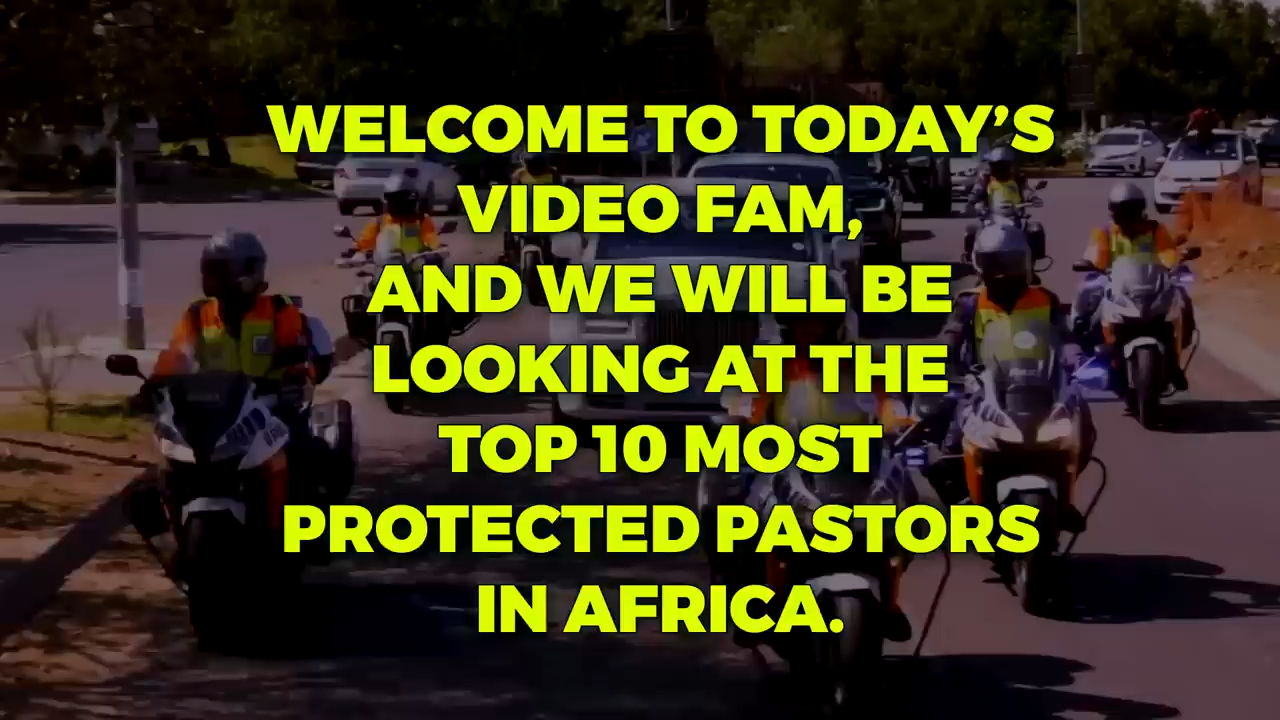 WELCOME TO TODAY’S
VIDEO FAM,
AND WE WILL BE
LOOKING AT THE
TOP 10 MOST
PROTECTED PASTORS
IN AFRICA.